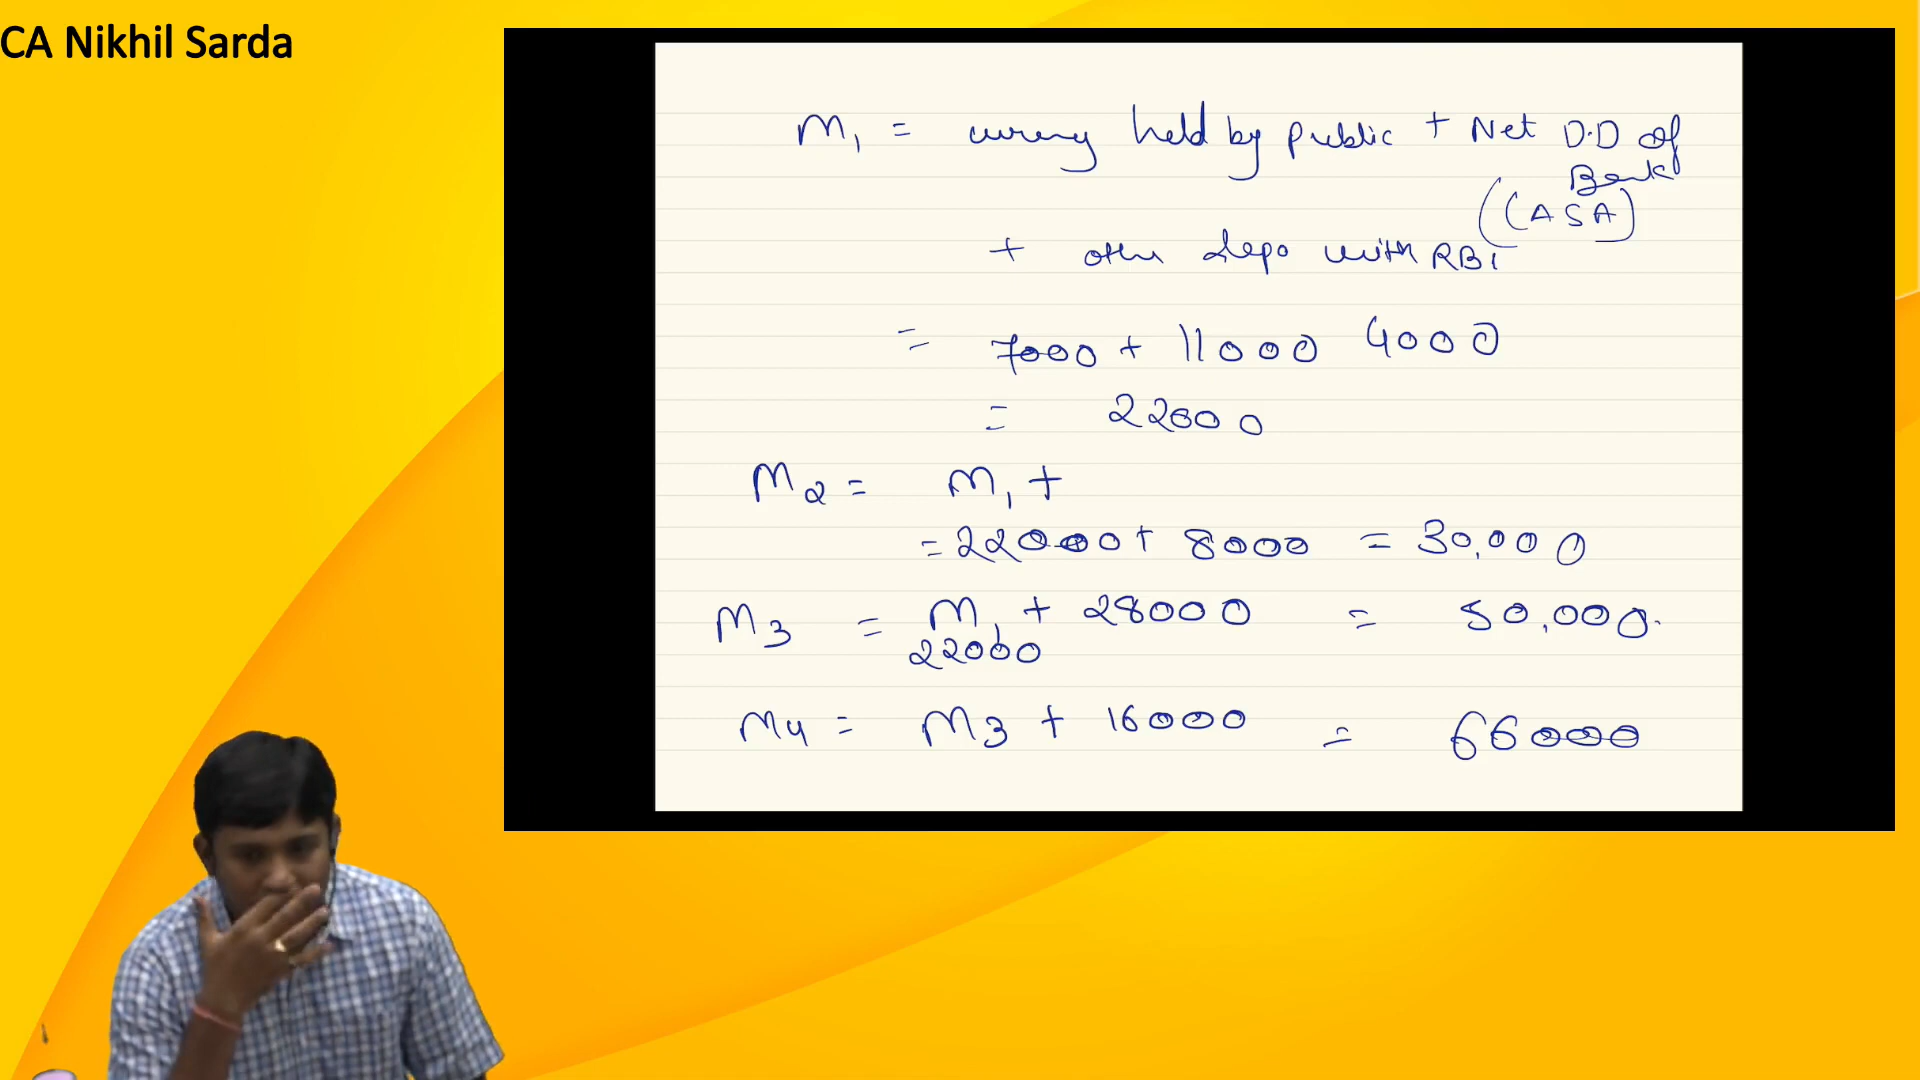 CA Nikhil Sarda
M1 = currency held by public + Net D.D of
Bank
(CASA)
+ other depo with RBI
= 7000 + 11000 4000
= 22000
M2 = M1 +
= 22000 + 8000 = 30,000
M3 = M1 + 28000 = 50,000.
22000
M4 = M3 + 16000 = 66000